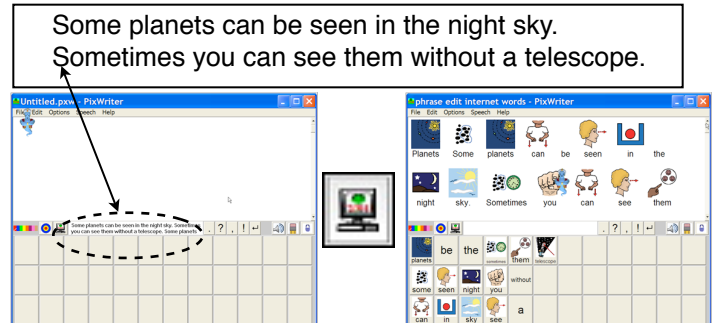 Some planets can be seen in the night sky.
Sometimes you can see them without a telescope.
Untitled.pxw - PixWriter
File Edit Options Speech Help
Some planets can be seen in the night sky. Sometimes
you can see them without a telescope. Some planets
. ? , ! ↵
phrase edit internet words - PixWriter
File Edit Options Speech Help
Planets Some planets can be seen in the
night sky. Sometimes you can see them
. ? , ! ↵
planets be the sometimes them telescope
some seen night you without
can in sky see a